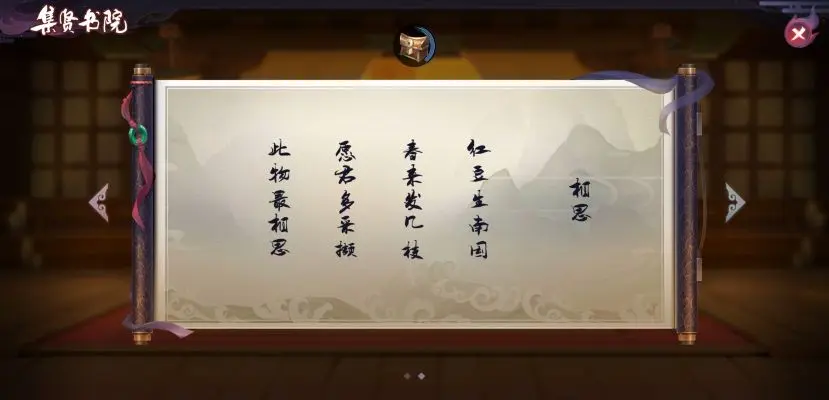 集贤书院
相思
红豆生南国
春来发几枝
愿君多采撷
此物最相思